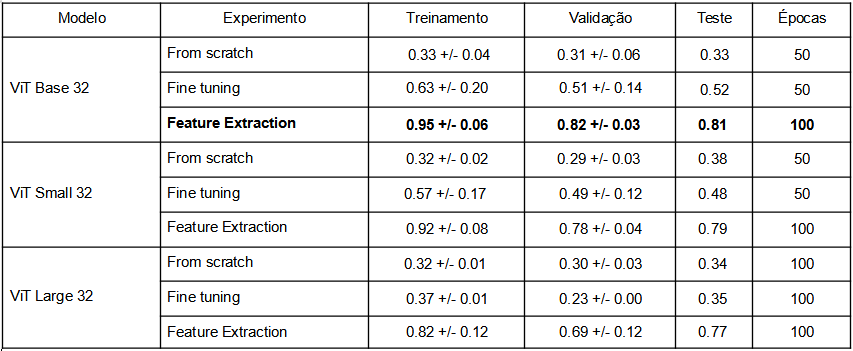 Modelo Experimento Treinamento Validação Teste Épocas
From scratch 0.33 +/- 0.04 0.31 +/- 0.06 0.33 50
ViT Base 32 Fine tuning 0.63 +/- 0.20 0.51 +/- 0.14 0.52 50
Feature Extraction 0.95 +/- 0.06 0.82 +/- 0.03 0.81 100
From scratch 0.32 +/- 0.02 0.29 +/- 0.03 0.38 50
ViT Small 32 Fine tuning 0.57 +/- 0.17 0.49 +/- 0.12 0.48 50
Feature Extraction 0.92 +/- 0.08 0.78 +/- 0.04 0.79 100
From scratch 0.32 +/- 0.01 0.30 +/- 0.03 0.34 100
ViT Large 32 Fine tuning 0.37 +/- 0.01 0.23 +/- 0.00 0.35 100
Feature Extraction 0.82 +/- 0.12 0.69 +/- 0.12 0.77 100